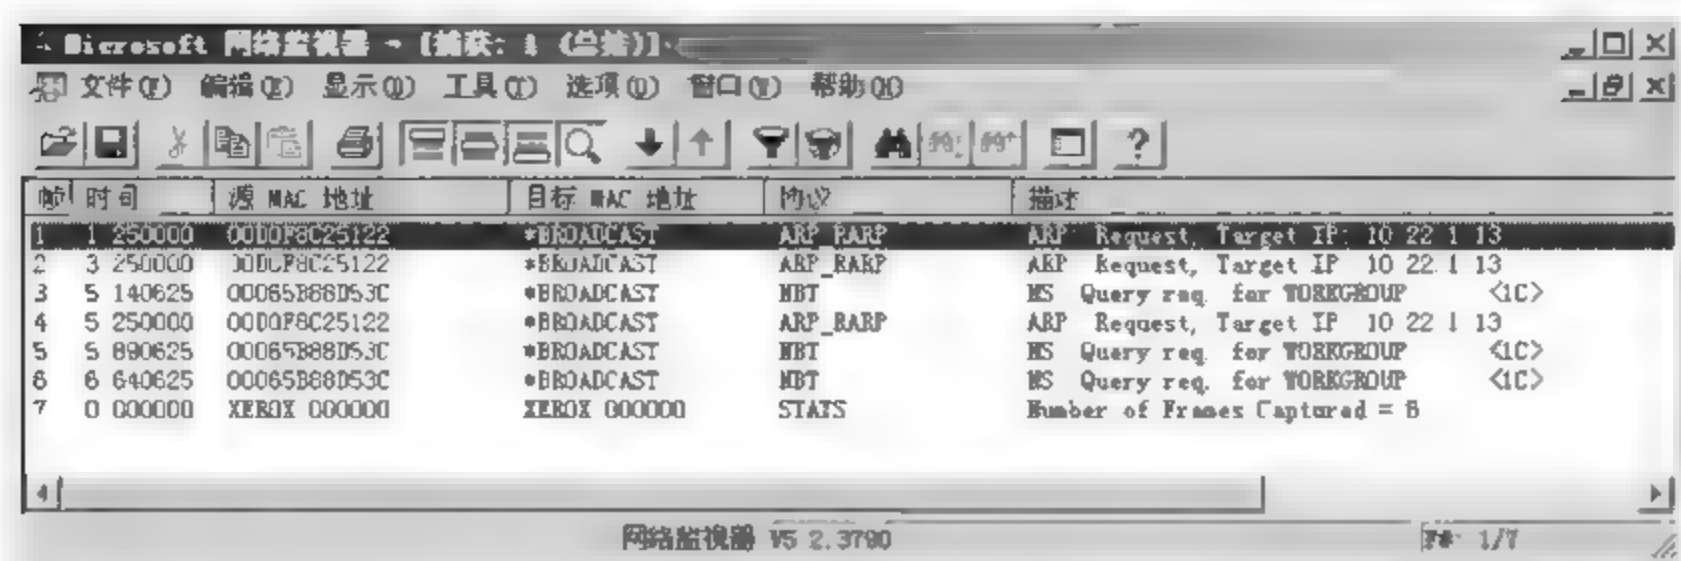 Microsoft 网络监视器 - [捕获: 1 (总结)]
文件(F) 编辑(E) 显示(D) 工具(T) 选项(O) 窗口(W) 帮助(H)
帧 时间 源 MAC 地址 目标 MAC 地址 协议 描述
1 1 250000 00D0F8C25122 *BROADCAST ARP_RARP ARP Request, Target IP: 10 22 1 13
2 3 250000 00D0F8C25122 *BROADCAST ARP_RARP ARP Request, Target IP 10 22.1 13
3 5 140625 00065B88D53C *BROADCAST NBT NS Query req. for WORKGROUP <1C>
4 5 250000 00D0F8C25122 *BROADCAST ARP_RARP ARP Request, Target IP 10 22 1 13
5 5 890625 00065B88D53C *BROADCAST NBT NS Query req. for WORKGROUP <1C>
6 6 640625 00065B88D53C *BROADCAST NBT NS Query req. for WORKGROUP <1C>
7 0 000000 XEROX 000000 XEROX 000000 STATS Number of Frames Captured = 6
网络监视器 V5 2.3790
F#: 1/7